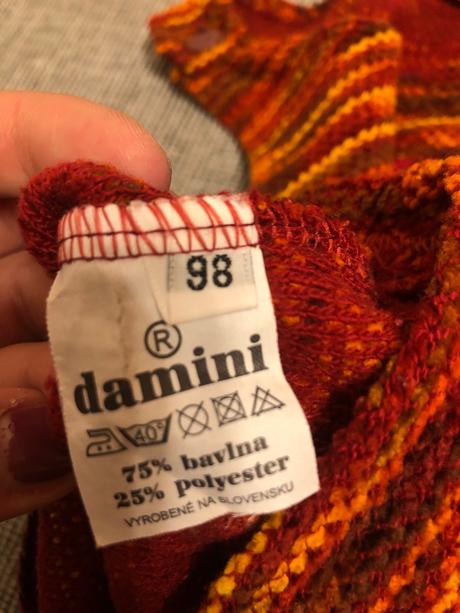 98
®
damini
40°
75% bavlna
25% polyester
VYROBENÉ NA SLOVENSKU